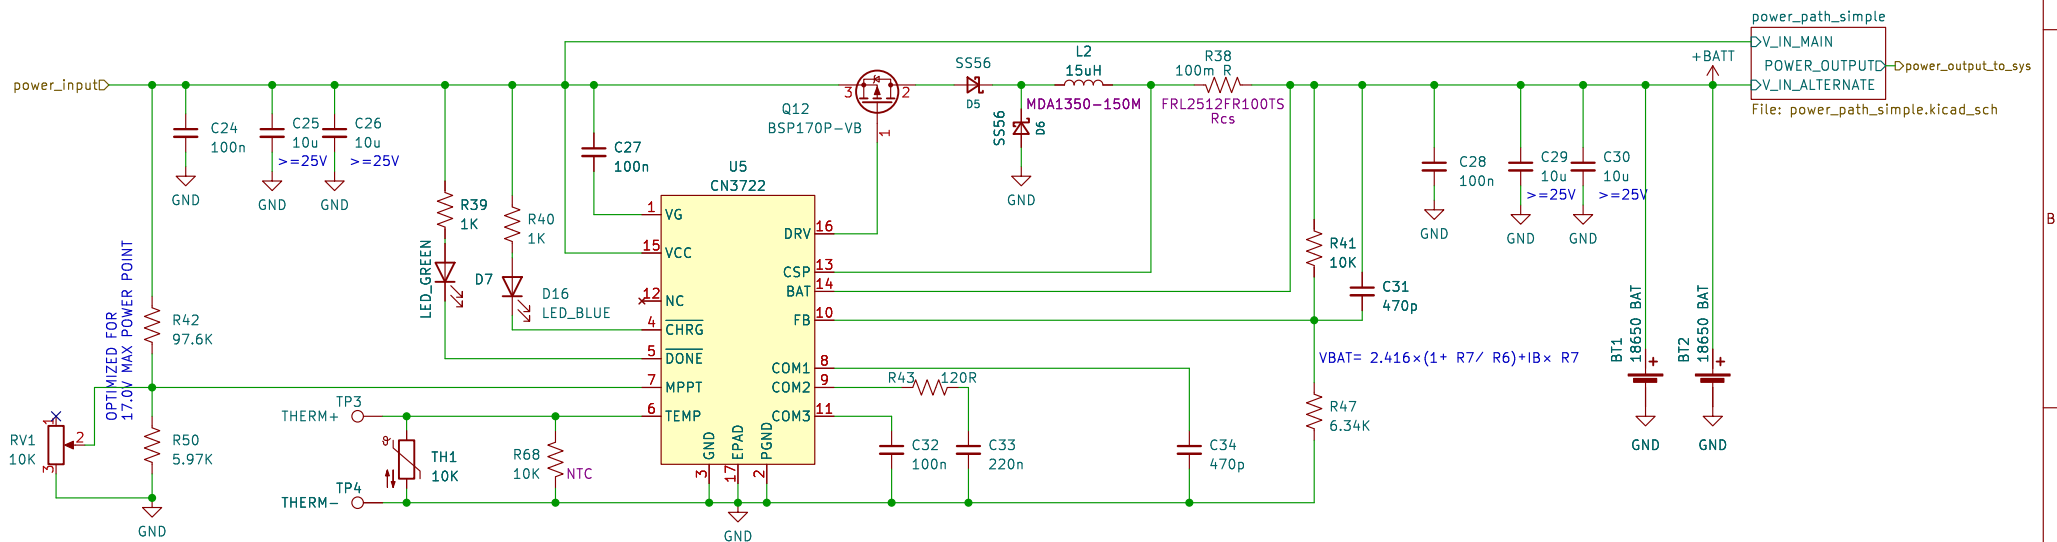 power_path_simple
V_IN_MAIN
POWER_OUTPUT
V_IN_ALTERNATE
File: power_path_simple.kicad_sch
power_output_to_sys
+BATT
power_input
C24
100n
GND
C25
10u
>=25V
GND
C26
10u
>=25V
GND
R39
1K
LED_GREEN
D7
R40
1K
D16
LED_BLUE
C27
100n
Q12
BSP170P-VB
3
2
1
SS56
D5
SS56
D6
GND
L2
15uH
MDA1350-150M
R38
100m R
FRL2512FR100TS
Rcs
U5
CN3722
1
VG
15
VCC
12
NC
4
CHRG
5
DONE
7
MPPT
6
TEMP
DRV
16
CSP
13
BAT
14
FB
10
COM1
8
COM2
9
COM3
11
GND
3
EPAD
17
PGND
2
GND
R41
10K
C31
470p
C28
100n
GND
C29
10u
>=25V
GND
C30
10u
>=25V
GND
VBAT= 2.416×(1+ R7/ R6)+IB× R7
BT1
18650 BAT
+
GND
BT2
18650 BAT
+
GND
R47
6.34K
R43
120R
C32
100n
C33
220n
C34
470p
OPTIMIZED FOR
17.0V MAX POWER POINT
R42
97.6K
R50
5.97K
GND
RV1
10K
1
2
3
TP3
THERM+
TP4
THERM-
ϑ
TH1
10K
R68
10K
NTC
B